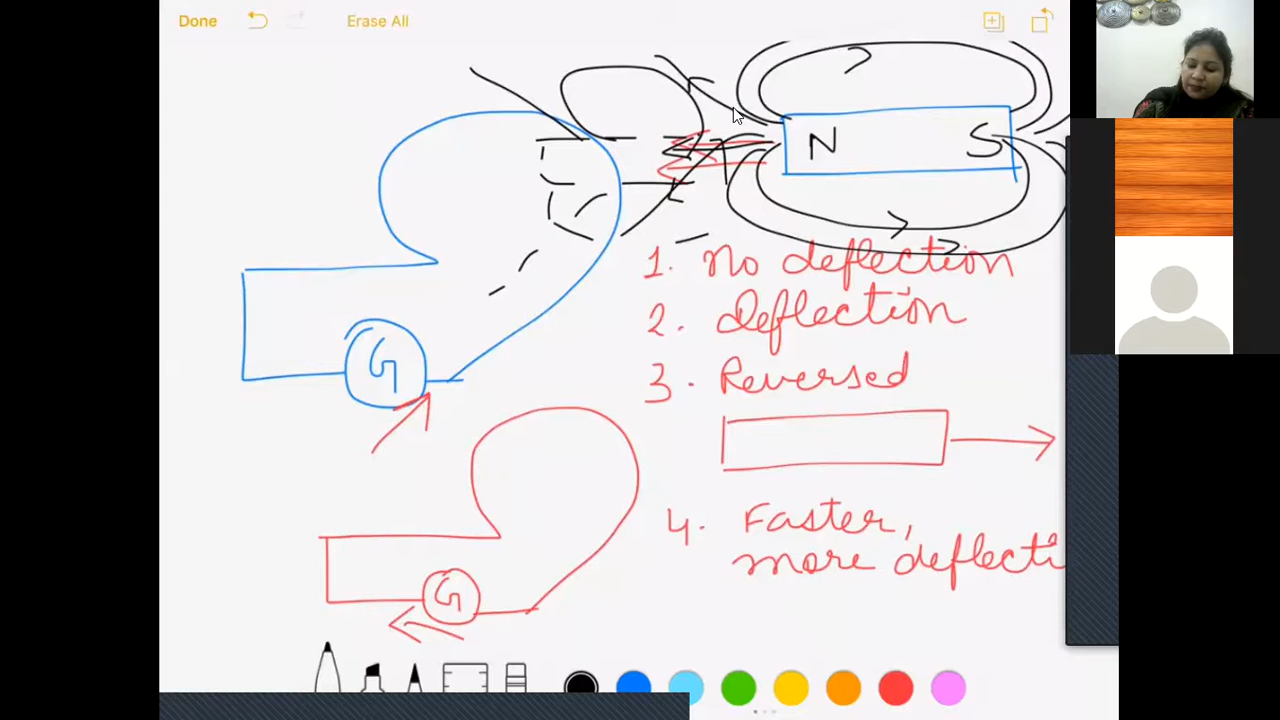 Done
Erase All
N S
1. No deflection
2. Deflection
3. Reversed
G
4. Faster,
more deflecti
G